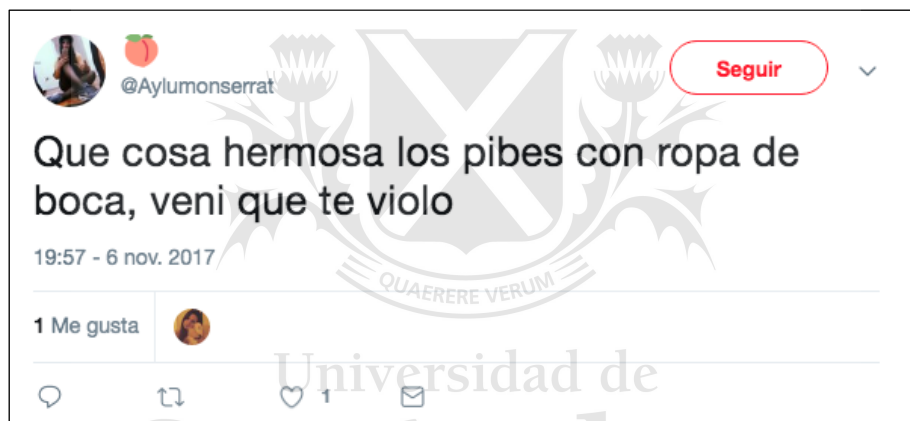 🍑
@Aylumonserrat
Seguir
Que cosa hermosa los pibes con ropa de
boca, veni que te violo
19:57 - 6 nov. 2017
1 Me gusta
1
QUAERERE VERUM
Universidad de